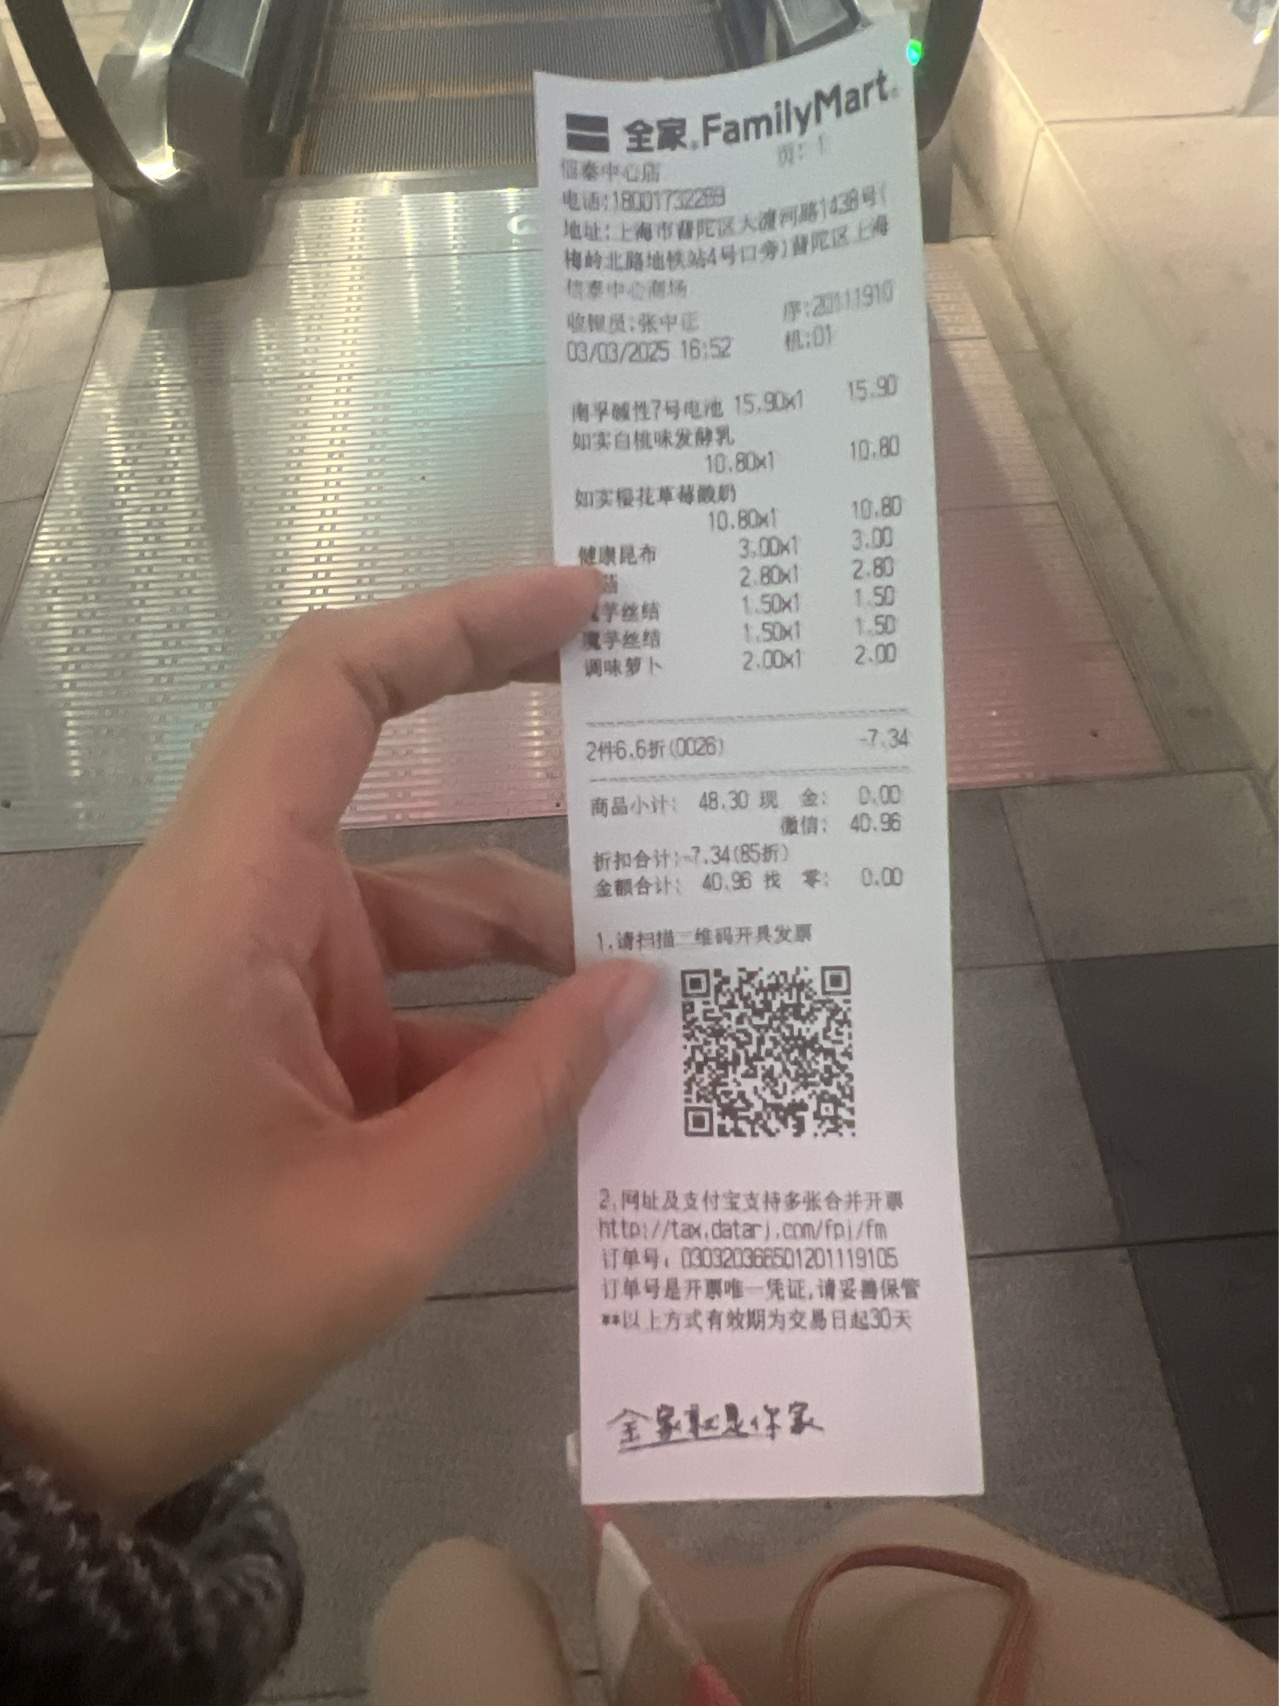 全家 FamilyMart
信泰中心店 页: 1
电话:18001732269
地址:上海市普陀区大渡河路1438号(
梅岭北路地铁站4号口旁)普陀区上海
信泰中心商场
收银员:张中正 序:20111910
03/03/2025 16:52 机:01
南孚碱性7号电池 15.90x1 15.90
如实白桃味发酵乳
10.80x1 10.80
如实樱花草莓酸奶
10.80x1 10.80
健康昆布 3.00x1 3.00
2.80x1 2.80
魔芋丝结 1.50x1 1.50
魔芋丝结 1.50x1 1.50
调味萝卜 2.00x1 2.00
2件6.6折(0026) -7.34
商品小计: 48.30 现 金: 0.00
微信: 40.96
折扣合计:-7.34(85折)
金额合计: 40.96 找 零: 0.00
1.请扫描二维码开具发票
2.网址及支付宝支持多张合并开票
http://tax.datarj.com/fpj/fm
订单号: 0303203665012011​19105
订单号是开票唯一凭证,请妥善保管
**以上方式有效期为交易日起30天
全家就是你家